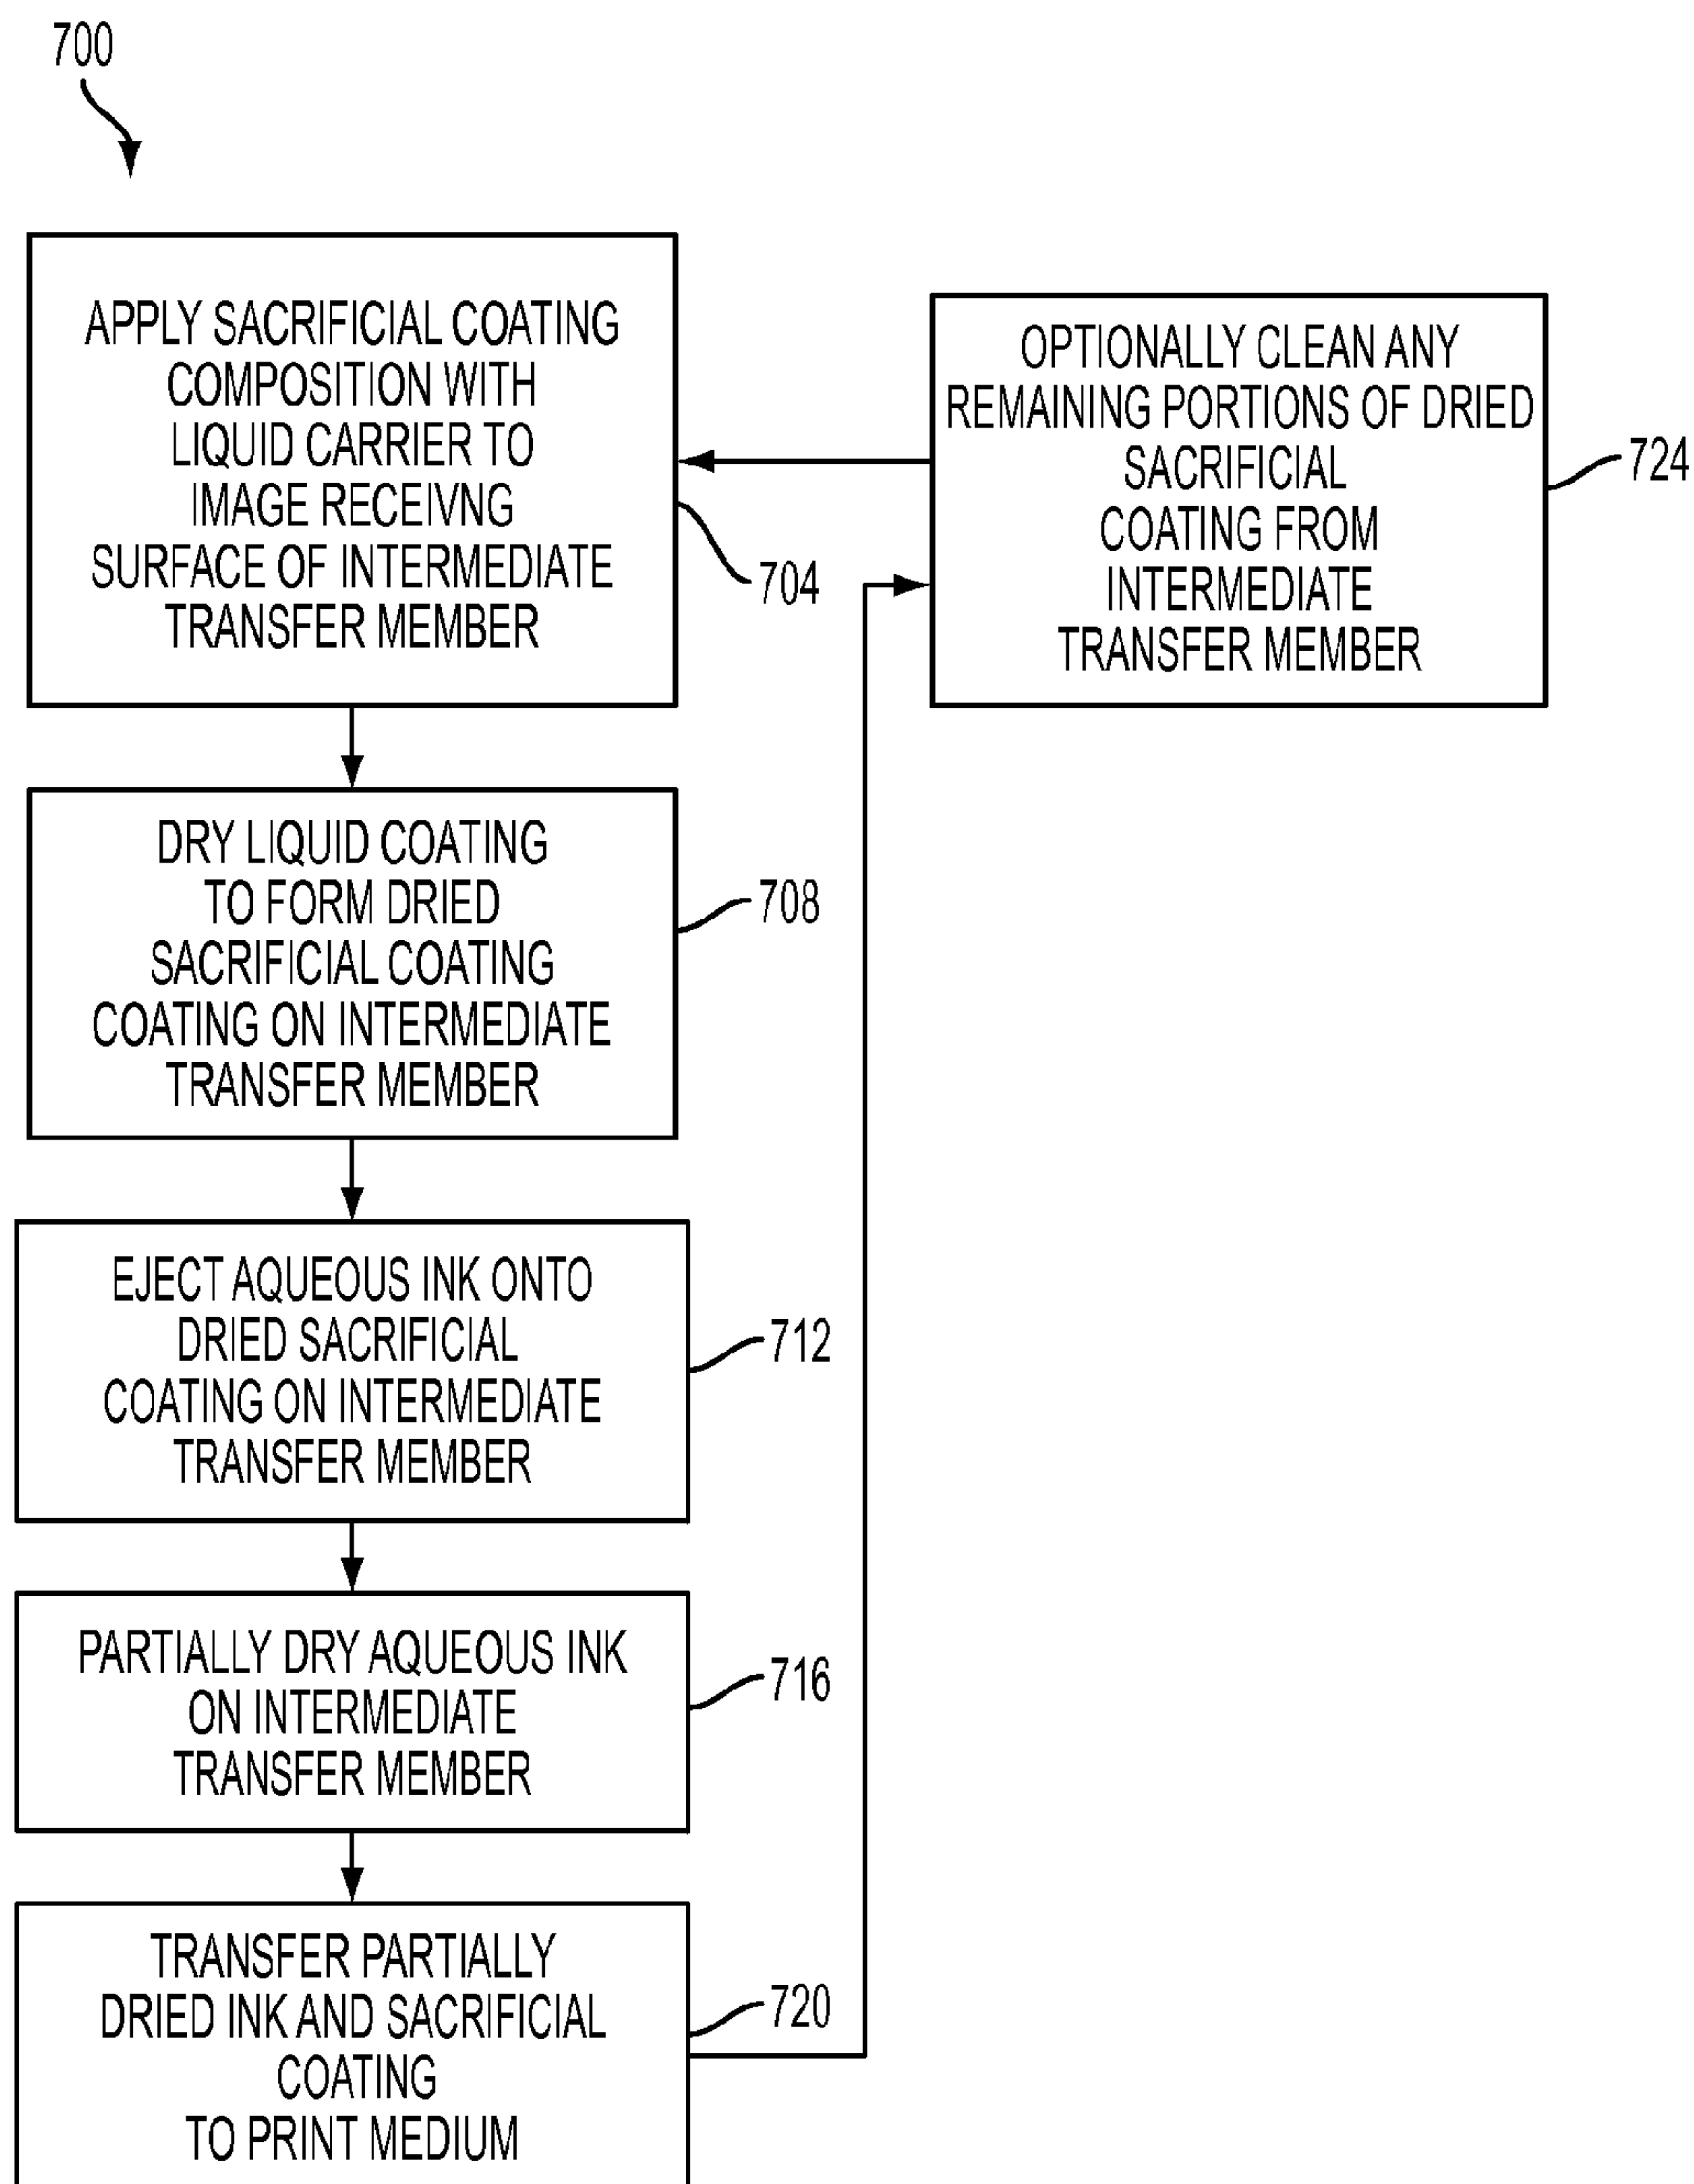 700
APPLY SACRIFICIAL COATING
COMPOSITION WITH
LIQUID CARRIER TO
IMAGE RECEIVNG
SURFACE OF INTERMEDIATE
TRANSFER MEMBER
704
OPTIONALLY CLEAN ANY
REMAINING PORTIONS OF DRIED
SACRIFICIAL
COATING FROM
INTERMEDIATE
TRANSFER MEMBER
724
DRY LIQUID COATING
TO FORM DRIED
SACRIFICIAL COATING
COATING ON INTERMEDIATE
TRANSFER MEMBER
708
EJECT AQUEOUS INK ONTO
DRIED SACRIFICIAL
COATING ON INTERMEDIATE
TRANSFER MEMBER
712
PARTIALLY DRY AQUEOUS INK
ON INTERMEDIATE
TRANSFER MEMBER
716
TRANSFER PARTIALLY
DRIED INK AND SACRIFICIAL
COATING
TO PRINT MEDIUM
720